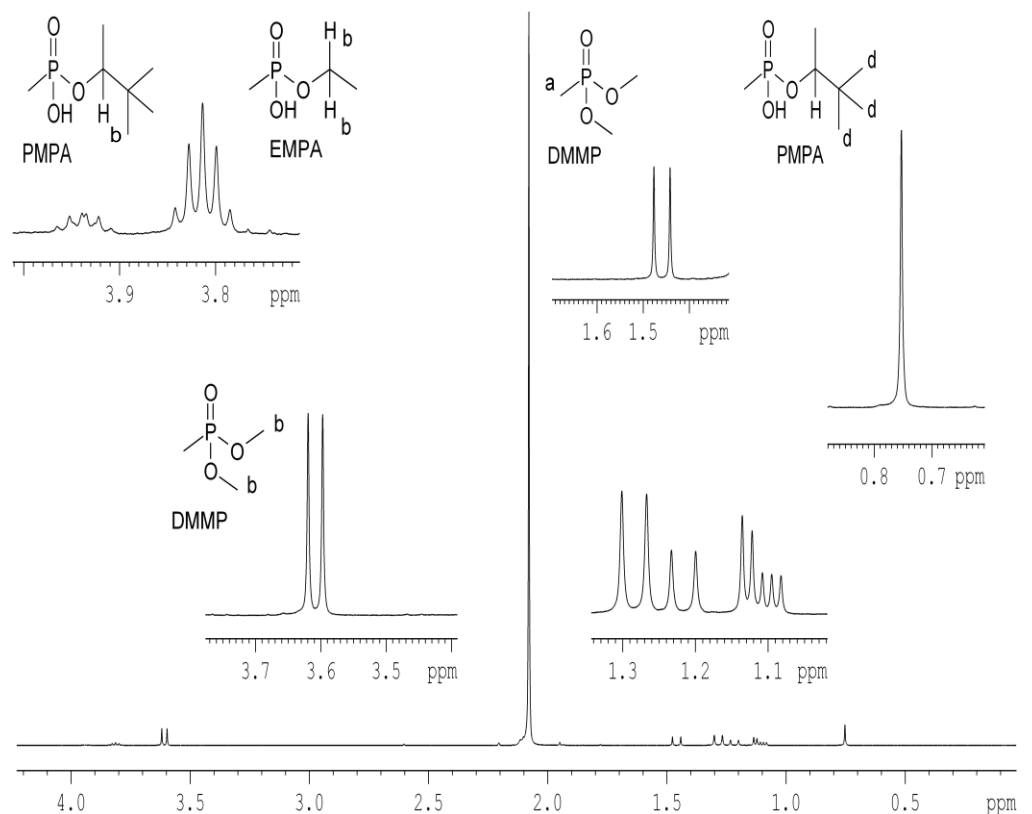 O
P
O
OH
H
b
PMPA
O
P
O
OH
H
b
H
b
EMPA
3.9 3.8 ppm
O
a
P
O
O
DMMP
1.6 1.5 ppm
O
P
O
OH
H
d
d
d
PMPA
0.8 0.7 ppm
O
P
O
O
b
b
DMMP
3.7 3.6 3.5 ppm
1.3 1.2 1.1 ppm
4.0 3.5 3.0 2.5 2.0 1.5 1.0 0.5 ppm